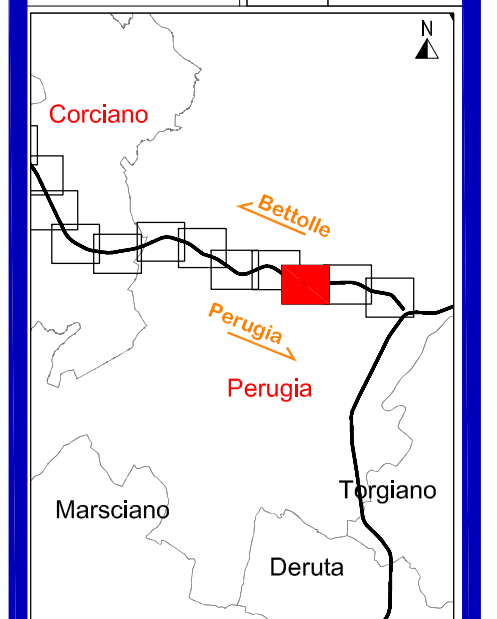 N
Corciano
Bettolle
Perugia
Perugia
Torgiano
Marsciano
Deruta